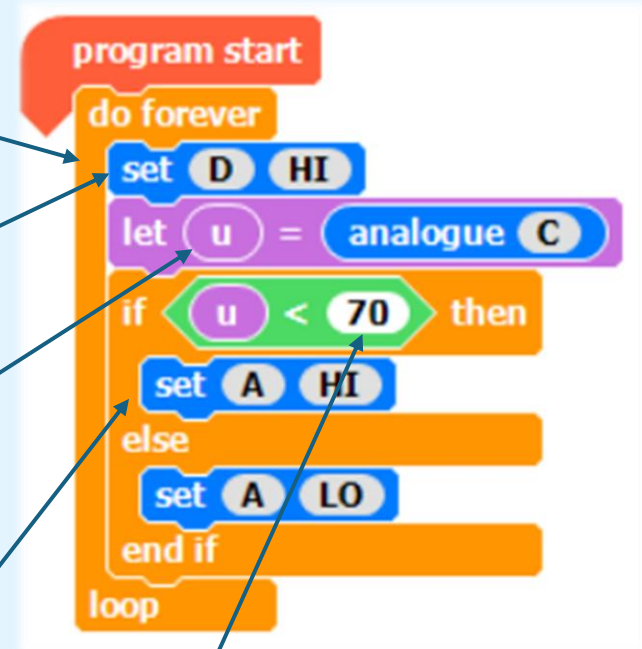 program start
do forever
set D HI
let u = analogue C
if u < 70 then
set A HI
else
set A LO
end if
loop